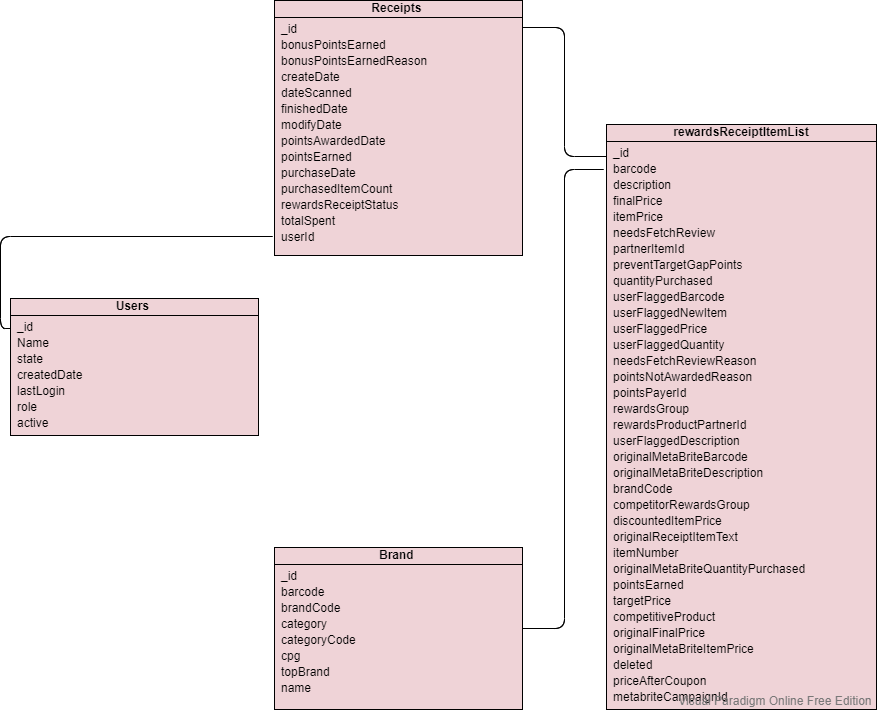 Receipts
_id
bonusPointsEarned
bonusPointsEarnedReason
createDate
dateScanned
finishedDate
modifyDate
pointsAwardedDate
pointsEarned
purchaseDate
purchasedItemCount
rewardsReceiptStatus
totalSpent
userId
Users
_id
Name
state
createdDate
lastLogin
role
active
Brand
_id
barcode
brandCode
category
categoryCode
cpg
topBrand
name
rewardsReceiptItemList
_id
barcode
description
finalPrice
itemPrice
needsFetchReview
partnerItemId
preventTargetGapPoints
quantityPurchased
userFlaggedBarcode
userFlaggedNewItem
userFlaggedPrice
userFlaggedQuantity
needsFetchReviewReason
pointsNotAwardedReason
pointsPayerId
rewardsGroup
rewardsProductPartnerId
userFlaggedDescription
originalMetaBriteBarcode
originalMetaBriteDescription
brandCode
competitorRewardsGroup
discountedItemPrice
originalReceiptItemText
itemNumber
originalMetaBriteQuantityPurchased
pointsEarned
targetPrice
competitiveProduct
originalFinalPrice
originalMetaBriteItemPrice
deleted
priceAfterCoupon
metabriteCampaignId
Visual Paradigm Online Free Edition